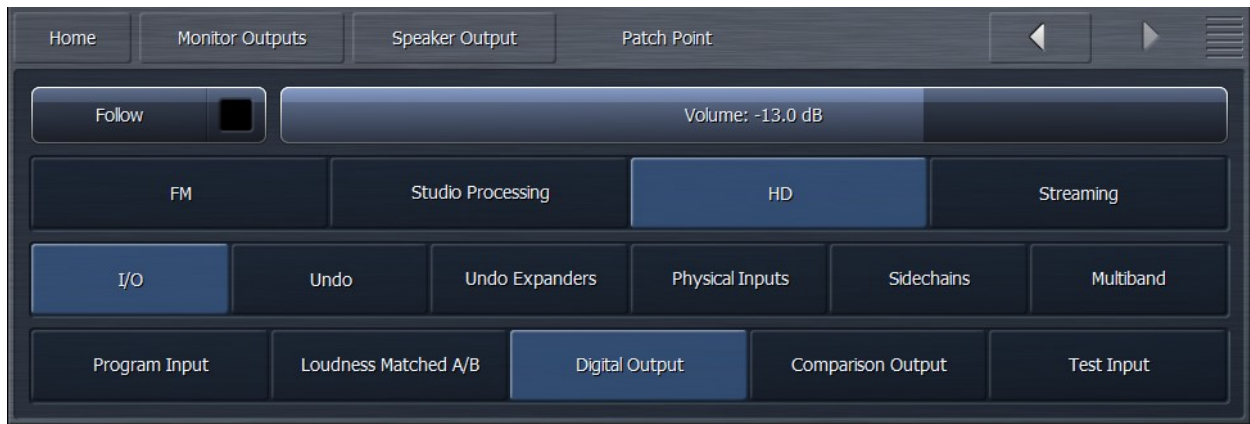 Home Monitor Outputs Speaker Output Patch Point
Follow Volume: -13.0 dB
FM Studio Processing HD Streaming
I/O Undo Undo Expanders Physical Inputs Sidechains Multiband
Program Input Loudness Matched A/B Digital Output Comparison Output Test Input